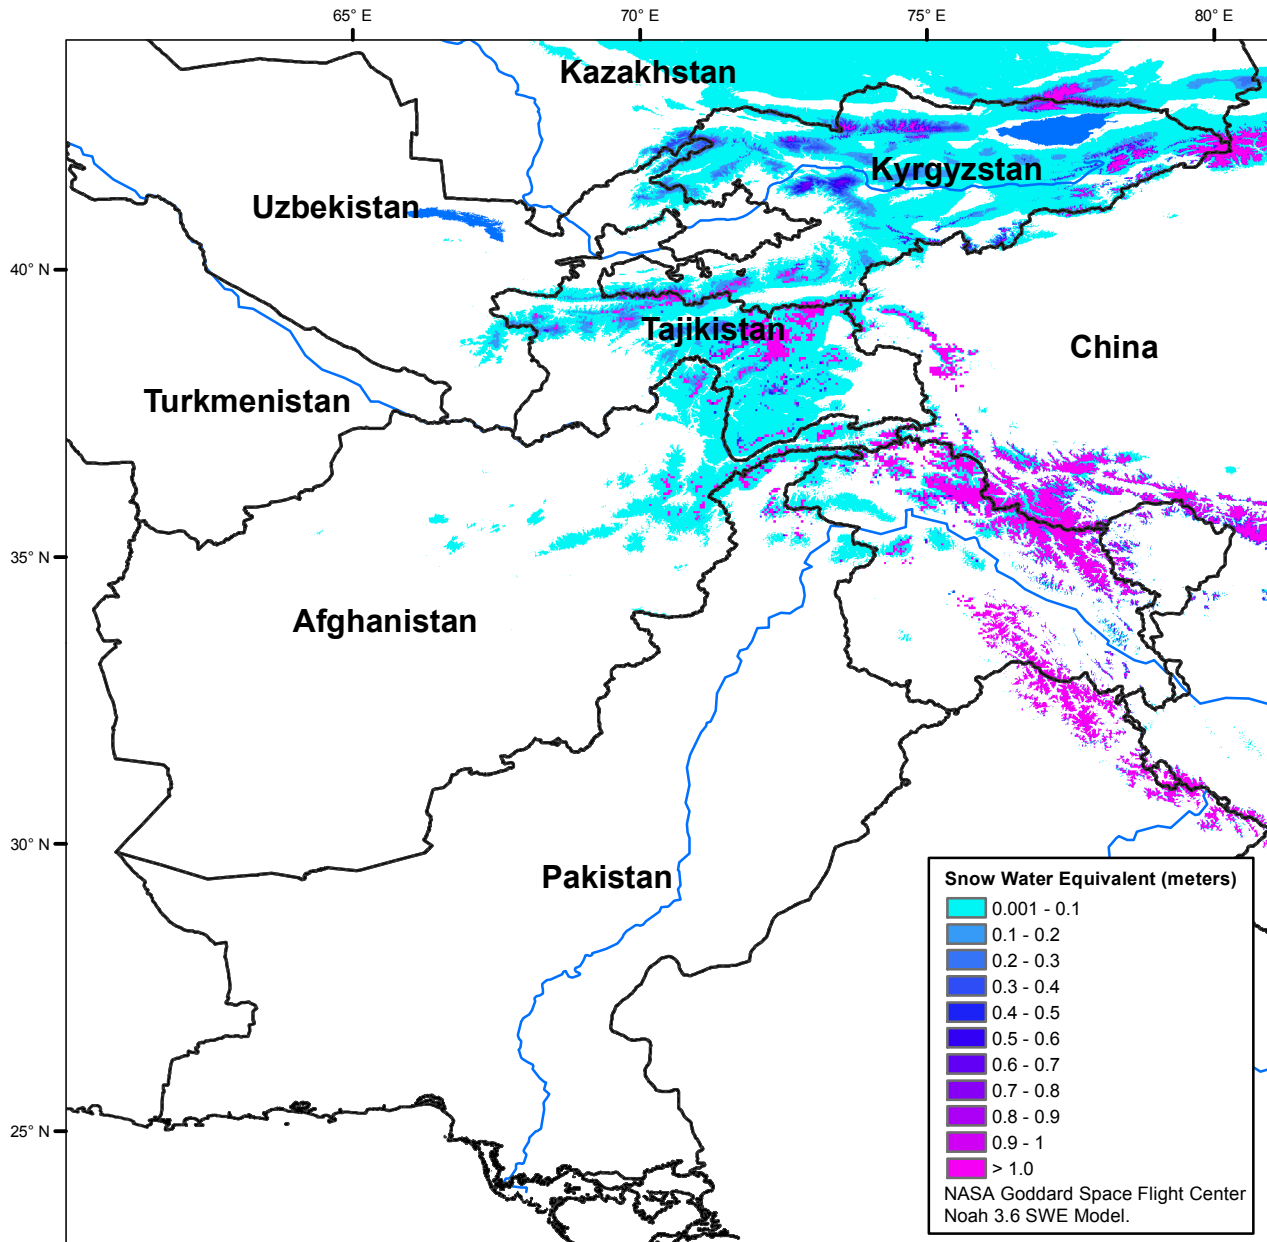 65° E
70° E
75° E
80° E
Kazakhstan
Kyrgyzstan
Uzbekistan
40° N
Tajikistan
China
Turkmenistan
35° N
Afghanistan
30° N
Pakistan
Snow Water Equivalent (meters)
0.001 - 0.1
0.1 - 0.2
0.2 - 0.3
0.3 - 0.4
0.4 - 0.5
0.5 - 0.6
0.6 - 0.7
0.7 - 0.8
0.8 - 0.9
0.9 - 1
> 1.0
NASA Goddard Space Flight Center
Noah 3.6 SWE Model.
25° N